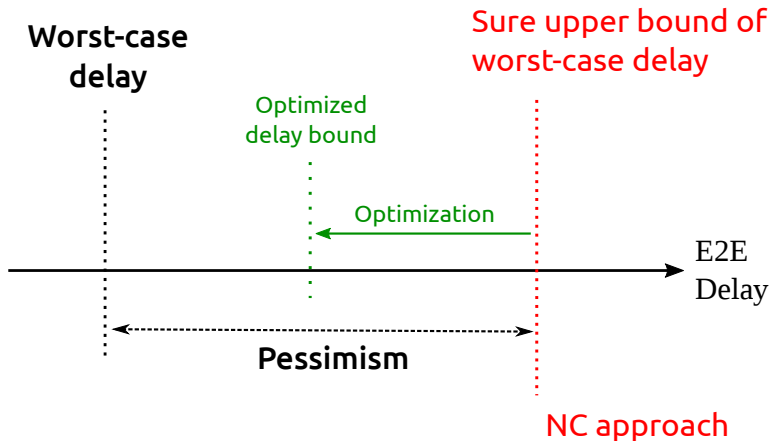 Worst-case
delay
Sure upper bound of
worst-case delay
Optimized
delay bound
Optimization
E2E
Delay
Pessimism
NC approach